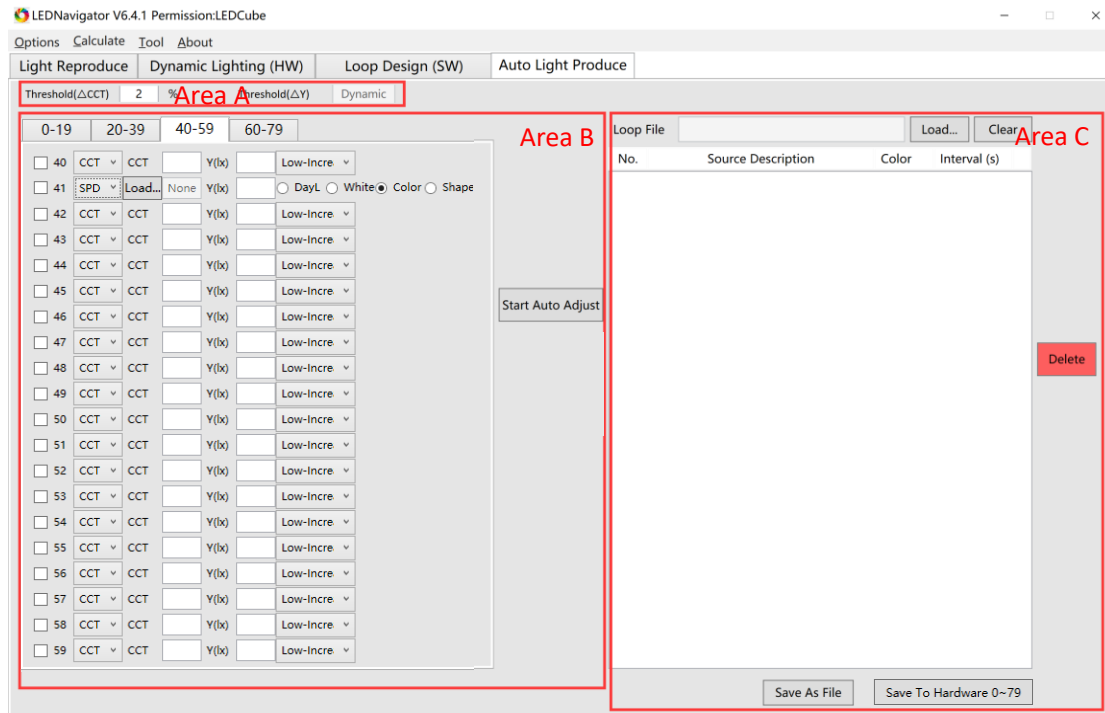 LEDNavigator V6.4.1 Permission:LEDCube
Options Calculate Tool About
Light Reproduce Dynamic Lighting (HW) Loop Design (SW) Auto Light Produce
Threshold(△CCT) 2 % Threshold(△Y) Dynamic
Area A
0-19 20-39 40-59 60-79
Area B
40 CCT CCT Y(lx) Low-Incre
41 SPD Load... None Y(lx) DayL White Color Shape
42 CCT CCT Y(lx) Low-Incre
43 CCT CCT Y(lx) Low-Incre
44 CCT CCT Y(lx) Low-Incre
45 CCT CCT Y(lx) Low-Incre
46 CCT CCT Y(lx) Low-Incre
47 CCT CCT Y(lx) Low-Incre
48 CCT CCT Y(lx) Low-Incre
49 CCT CCT Y(lx) Low-Incre
50 CCT CCT Y(lx) Low-Incre
51 CCT CCT Y(lx) Low-Incre
52 CCT CCT Y(lx) Low-Incre
53 CCT CCT Y(lx) Low-Incre
54 CCT CCT Y(lx) Low-Incre
55 CCT CCT Y(lx) Low-Incre
56 CCT CCT Y(lx) Low-Incre
57 CCT CCT Y(lx) Low-Incre
58 CCT CCT Y(lx) Low-Incre
59 CCT CCT Y(lx) Low-Incre
Start Auto Adjust
Loop File Load... Clear
Area C
No. Source Description Color Interval (s)
Delete
Save As File Save To Hardware 0~79